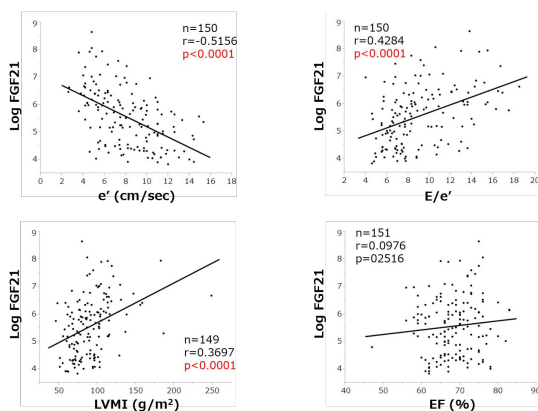 n=150
r=-0.5156
p<0.0001
Log FGF21
9
8
7
6
5
4
0 2 4 6 8 10 12 14 16 18
e' (cm/sec)
n=150
r=0.4284
p<0.0001
Log FGF21
9
8
7
6
5
4
2 4 6 8 10 12 14 16 18 20
E/e'
Log FGF21
9
8
7
6
5
4
n=149
r=0.3697
p<0.0001
50 100 150 200 250
LVMI (g/m²)
n=151
r=0.0976
p=02516
Log FGF21
9
8
7
6
5
4
40 50 60 70 80 90
EF (%)